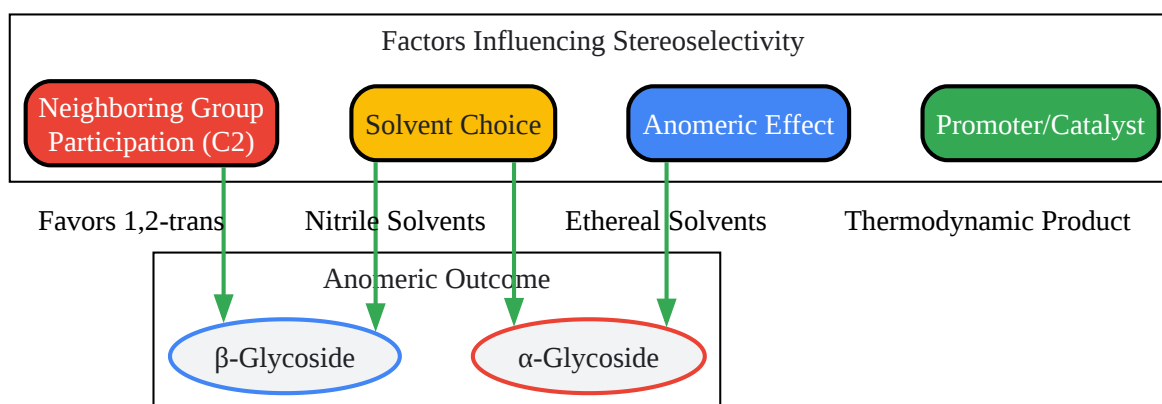 Factors Influencing Stereoselectivity
Neighboring Group
Participation (C2)
Solvent Choice
Anomeric Effect
Promoter/Catalyst
Favors 1,2-trans
Nitrile Solvents
Ethereal Solvents
Thermodynamic Product
Anomeric Outcome
β-Glycoside
α-Glycoside